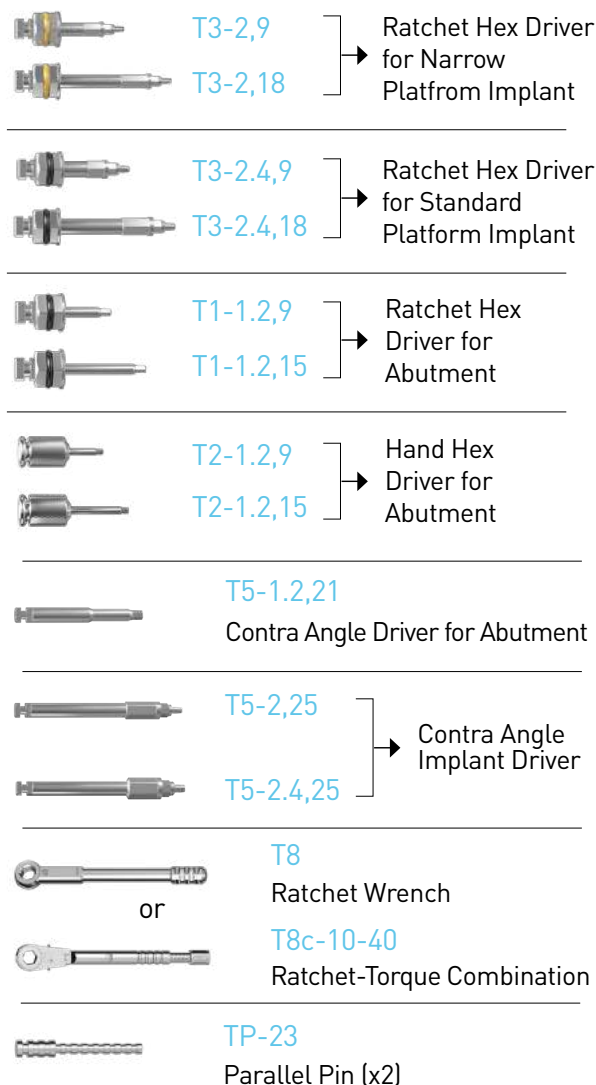 T3-2,9
T3-2,18
Ratchet Hex Driver
for Narrow
Platfrom Implant
T3-2.4,9
T3-2.4,18
Ratchet Hex Driver
for Standard
Platform Implant
T1-1.2,9
T1-1.2,15
Ratchet Hex
Driver for
Abutment
T2-1.2,9
T2-1.2,15
Hand Hex
Driver for
Abutment
T5-1.2,21
Contra Angle Driver for Abutment
T5-2,25
T5-2.4,25
Contra Angle
Implant Driver
T8
Ratchet Wrench
or
T8c-10-40
Ratchet-Torque Combination
TP-23
Parallel Pin (x2)